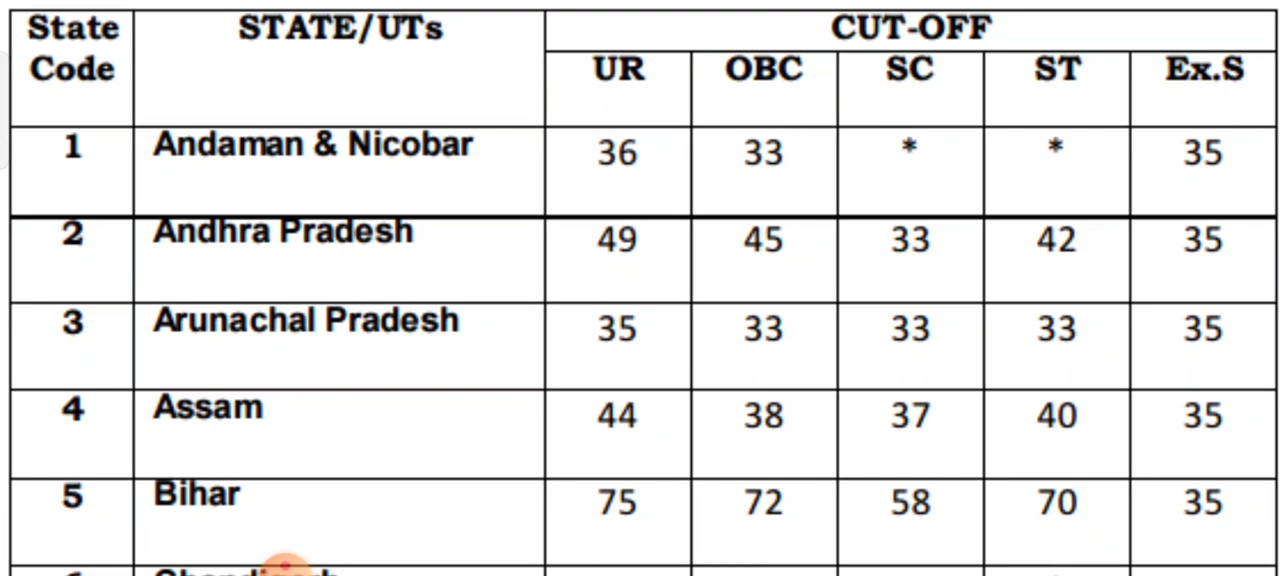 State Code STATE/UTs CUT-OFF
UR OBC SC ST Ex.S
1 Andaman & Nicobar 36 33 * * 35
2 Andhra Pradesh 49 45 33 42 35
3 Arunachal Pradesh 35 33 33 33 35
4 Assam 44 38 37 40 35
5 Bihar 75 72 58 70 35